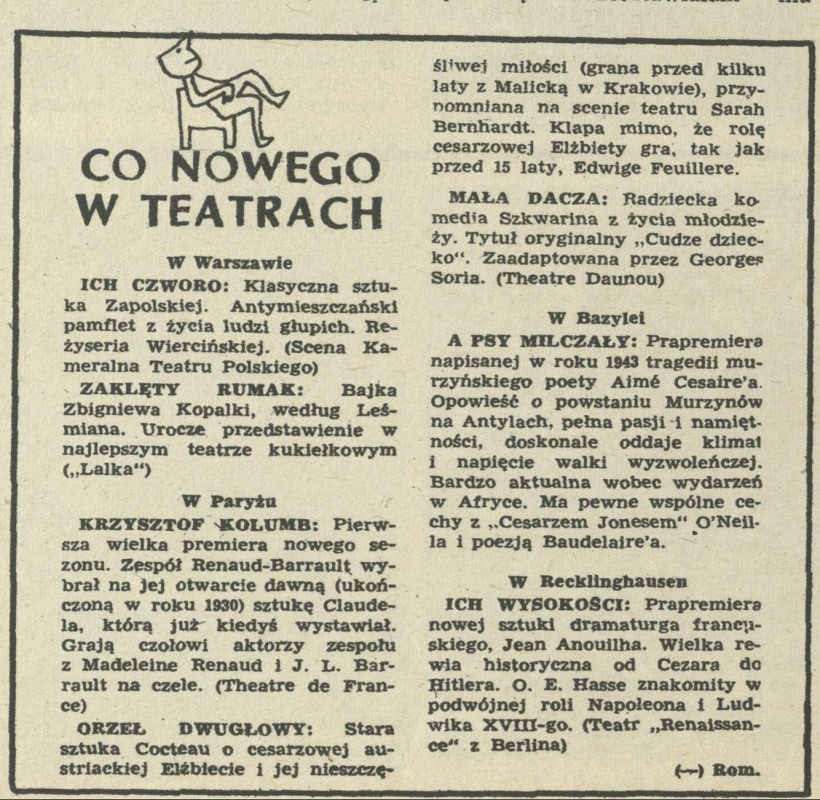 CO NOWEGO
W TEATRACH
W Warszawie
ICH CZWORO: Klasyczna sztu-
ka Zapolskiej. Antymieszczański
pamflet z życia ludzi głupich. Re-
żyseria Wiercińskiej. (Scena Ka-
meralna Teatru Polskiego)
ZAKLĘTY RUMAK: Bajka
Zbigniewa Kopalki, według Leś-
miana. Urocze przedstawienie w
najlepszym teatrze kukiełkowym
(„Lalka")
W Paryżu
KRZYSZTOF KOLUMB: Pierw-
sza wielka premiera nowego se-
zonu. Zespół Renaud-Barrault wy-
brał na jej otwarcie dawną (ukoń-
czoną w roku 1930) sztukę Claude-
la, którą już kiedyś wystawiał.
Grają czołowi aktorzy zespołu
z Madeleine Renaud i J. L. Bar-
rault na czele. (Theatre de Fran-
ce)
ORZEŁ DWUGŁOWY: Stara
sztuka Cocteau o cesarzowej au-
striackiej Elżbiecie i jej nieszczę-
śliwej miłości (grana przed kilku
laty z Malicką w Krakowie), przy-
pomniana na scenie teatru Sarah
Bernhardt. Klapa mimo, że rolę
cesarzowej Elżbiety gra, tak jak
przed 15 laty, Edwige Feuillere.
MAŁA DACZA: Radziecka ko-
media Szkwarina z życia młodzie-
ży. Tytuł oryginalny „Cudze dziec-
ko". Zaadaptowana przez Georges
Soria. (Theatre Daunou)
W Bazylei
A PSY MILCZAŁY: Prapremiera
napisanej w roku 1943 tragedii mu-
rzyńskiego poety Aimé Cesaire'a.
Opowieść o powstaniu Murzynów
na Antylach, pełna pasji i namięt-
ności, doskonale oddaje klimat
i napięcie walki wyzwoleńczej.
Bardzo aktualna wobec wydarzeń
w Afryce. Ma pewne wspólne ce-
chy z „Cesarzem Jonesem" O'Neil-
la i poezją Baudelaire'a.
W Recklinghausen
ICH WYSOKOŚCI: Prapremiera
nowej sztuki dramaturga francu-
skiego, Jean Anouilha. Wielka re-
wia historyczna od Cezara do
Hitlera. O. E. Hasse znakomity w
podwójnej roli Napoleona i Lud-
wika XVIII-go. (Teatr „Renaissan-
ce" z Berlina)
(—) Rom.